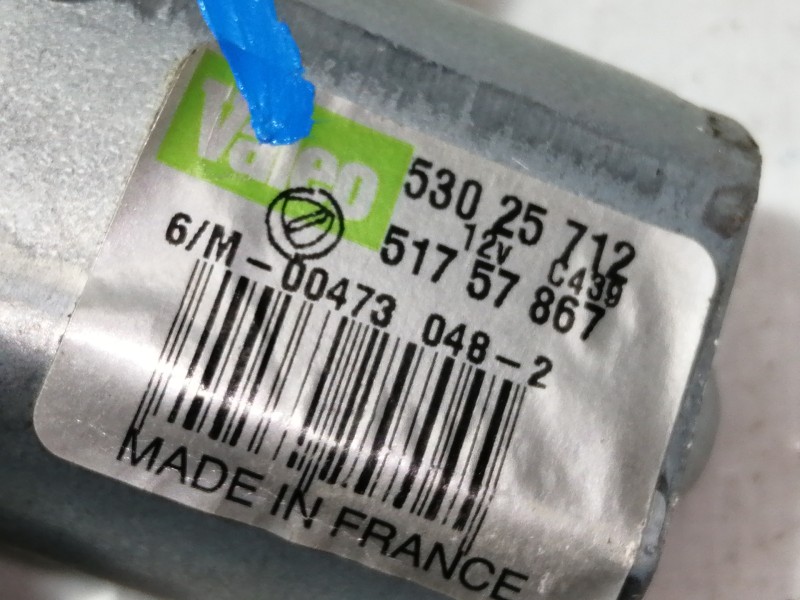 Valeo
530 25 712
12v C439
517 57 867
6/M-00473 048-2
MADE IN FRANCE